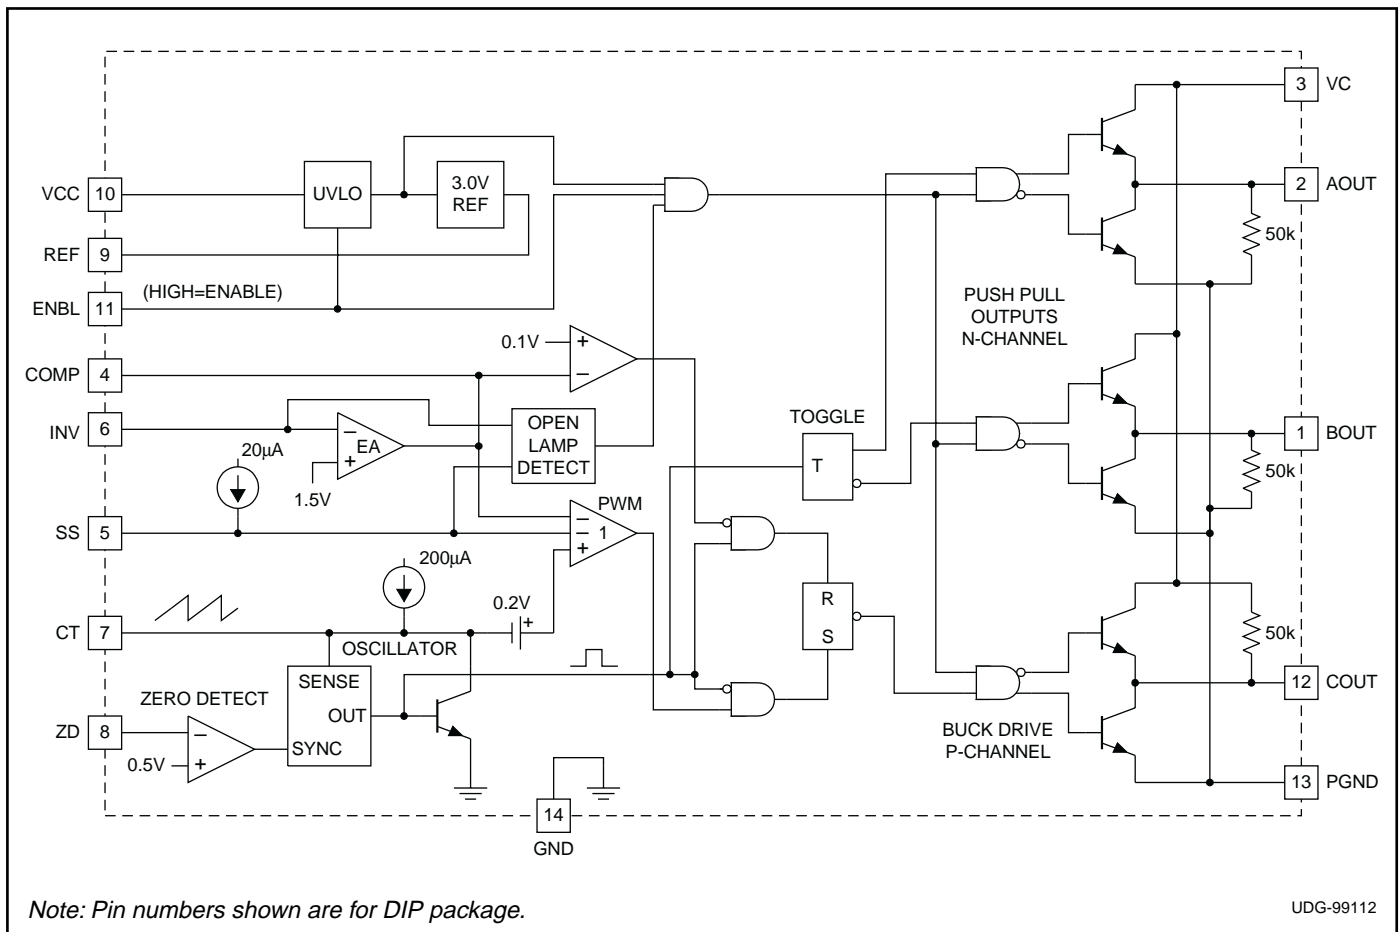 3 VC
VCC 10
UVLO
3.0V
REF
2 AOUT
50k
REF 9
(HIGH=ENABLE)
ENBL 11
PUSH PULL
OUTPUTS
N-CHANNEL
0.1V
+
−
COMP 4
INV 6
−
EA
+
1.5V
20µA
OPEN
LAMP
DETECT
TOGGLE
T
1 BOUT
50k
PWM
−
− 1
+
SS 5
200µA
0.2V
+
R
S
50k
CT 7
OSCILLATOR
SENSE
OUT
SYNC
ZERO DETECT
ZD 8
−
0.5V
+
12 COUT
BUCK DRIVE
P-CHANNEL
13 PGND
14
GND
Note: Pin numbers shown are for DIP package.
UDG-99112